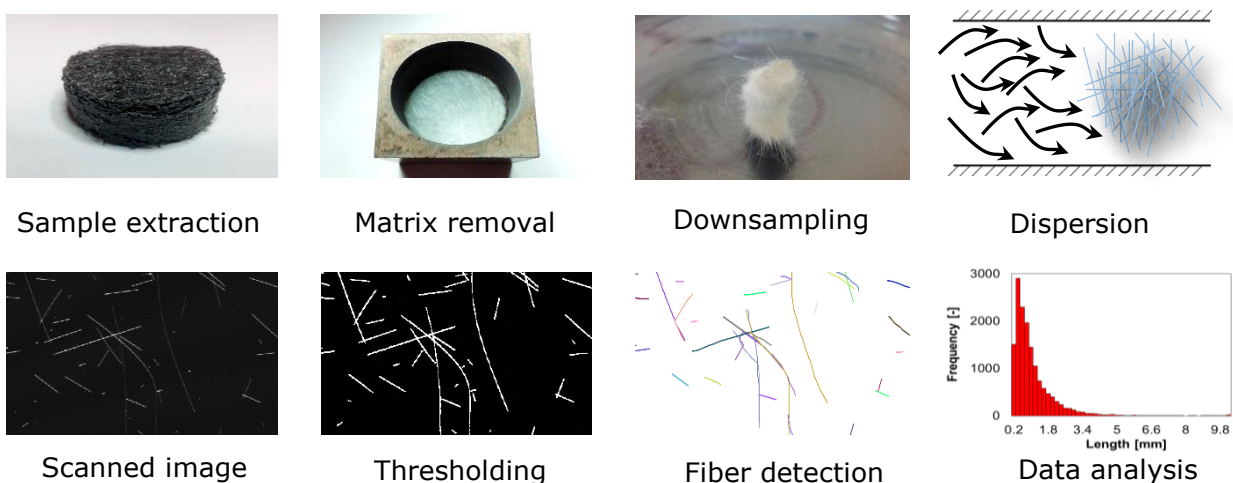 Sample extraction
Matrix removal
Downsampling
Dispersion
3000
2000
1000
0
Frequency [-]
0.2 1.8 3.4 5 6.6 8 9.8
Length [mm]
Scanned image
Thresholding
Fiber detection
Data analysis